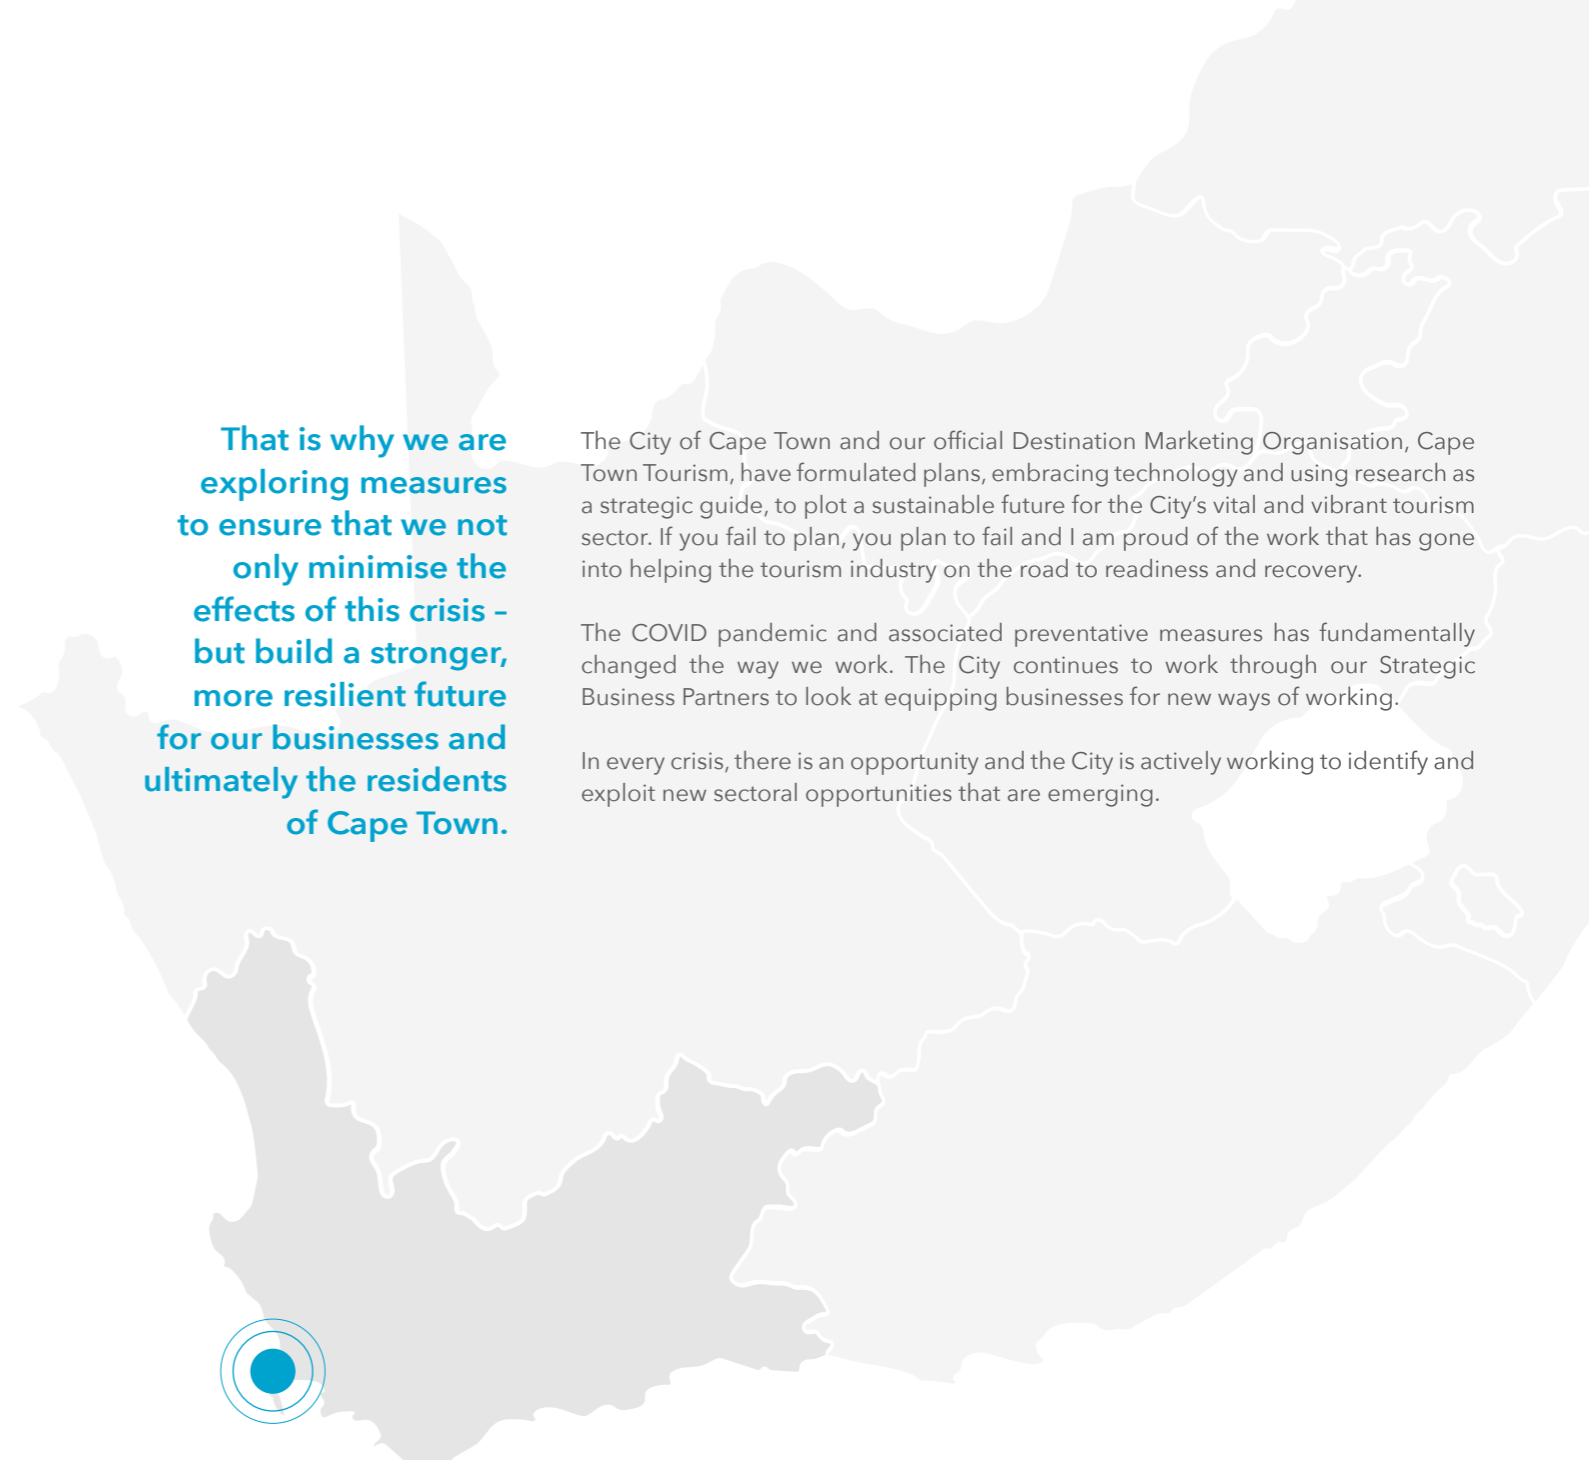 That is why we are
exploring measures
to ensure that we not
only minimise the
effects of this crisis –
but build a stronger,
more resilient future
for our businesses and
ultimately the residents
of Cape Town.
The City of Cape Town and our official Destination Marketing Organisation, Cape
Town Tourism, have formulated plans, embracing technology and using research as
a strategic guide, to plot a sustainable future for the City’s vital and vibrant tourism
sector. If you fail to plan, you plan to fail and I am proud of the work that has gone
into helping the tourism industry on the road to readiness and recovery.
The COVID pandemic and associated preventative measures has fundamentally
changed the way we work. The City continues to work through our Strategic
Business Partners to look at equipping businesses for new ways of working.
In every crisis, there is an opportunity and the City is actively working to identify and
exploit new sectoral opportunities that are emerging.